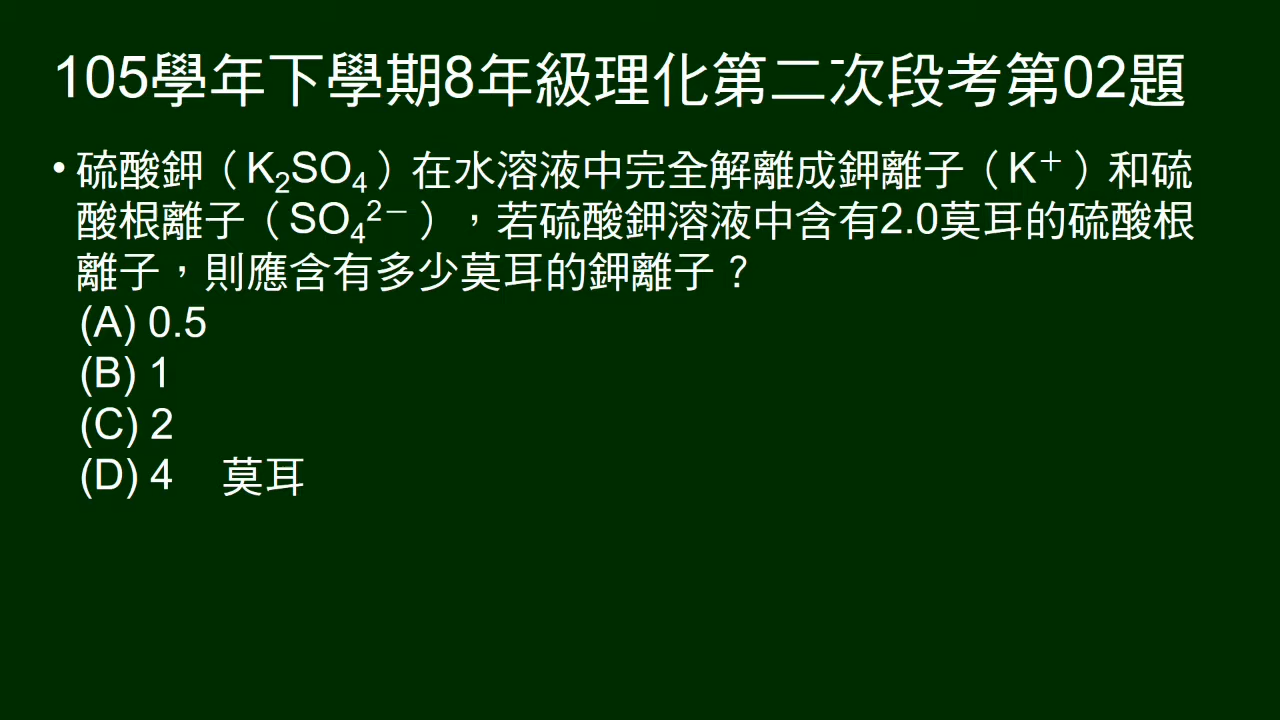 105學年下學期8年級理化第二次段考第02題
• 硫酸鉀（K₂SO₄）在水溶液中完全解離成鉀離子（K⁺）和硫
酸根離子（SO₄²⁻），若硫酸鉀溶液中含有2.0莫耳的硫酸根
離子，則應含有多少莫耳的鉀離子？
(A) 0.5
(B) 1
(C) 2
(D) 4 莫耳